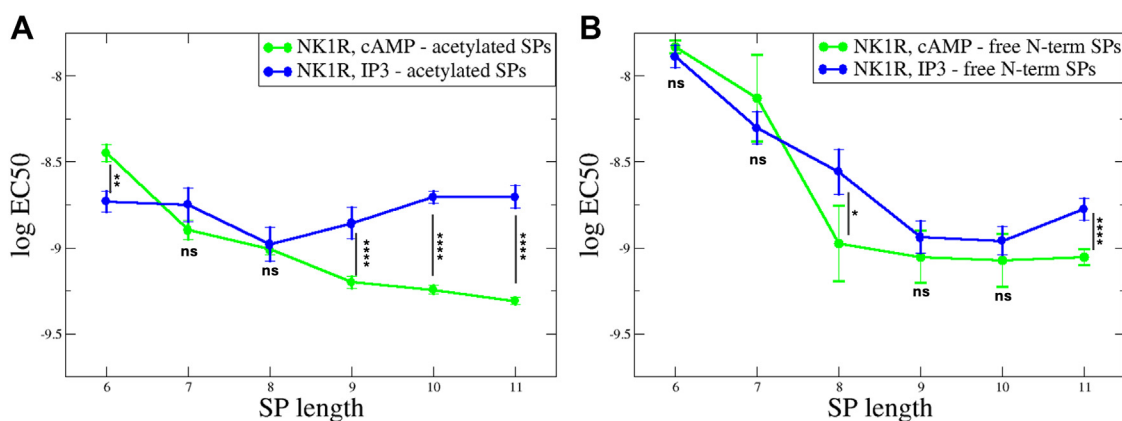 A
NK1R, cAMP - acetylated SPs
NK1R, IP3 - acetylated SPs
log EC50
-8
-8.5
-9
-9.5
**
ns
ns
****
****
****
6 7 8 9 10 11
SP length
B
NK1R, cAMP - free N-term SPs
NK1R, IP3 - free N-term SPs
log EC50
-8
-8.5
-9
-9.5
ns
ns
*
ns
ns
****
6 7 8 9 10 11
SP length